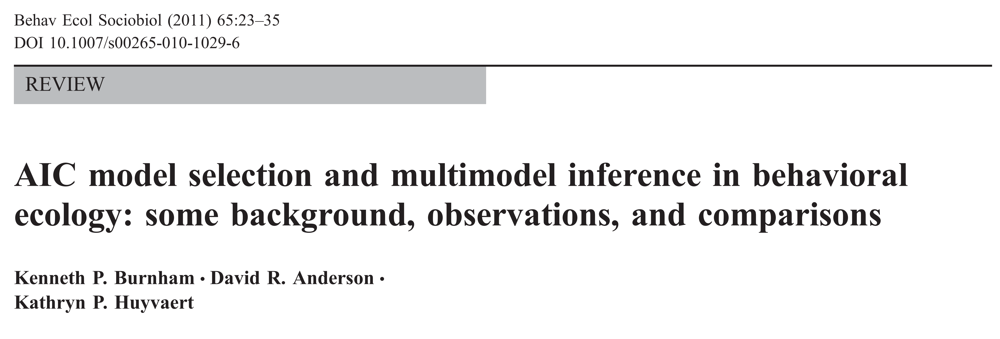 Behav Ecol Sociobiol (2011) 65:23–35
DOI 10.1007/s00265-010-1029-6
REVIEW
AIC model selection and multimodel inference in behavioral
ecology: some background, observations, and comparisons
Kenneth P. Burnham · David R. Anderson ·
Kathryn P. Huyvaert